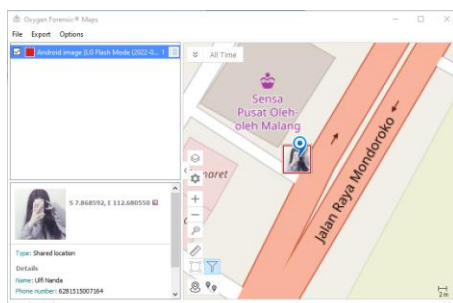 Oxygen Forensic® Maps
File Export Options
Android image (LG Flash Mode (2022-0... 1
All Time
Sensa
Pusat Oleh-
oleh Malang
maret
Jalan Raya Mondoroko
S 7.868592, E 112.680550
Type: Shared location
Details
Name: Ulfi Nanda
Phone number: 6281515007164
2 m